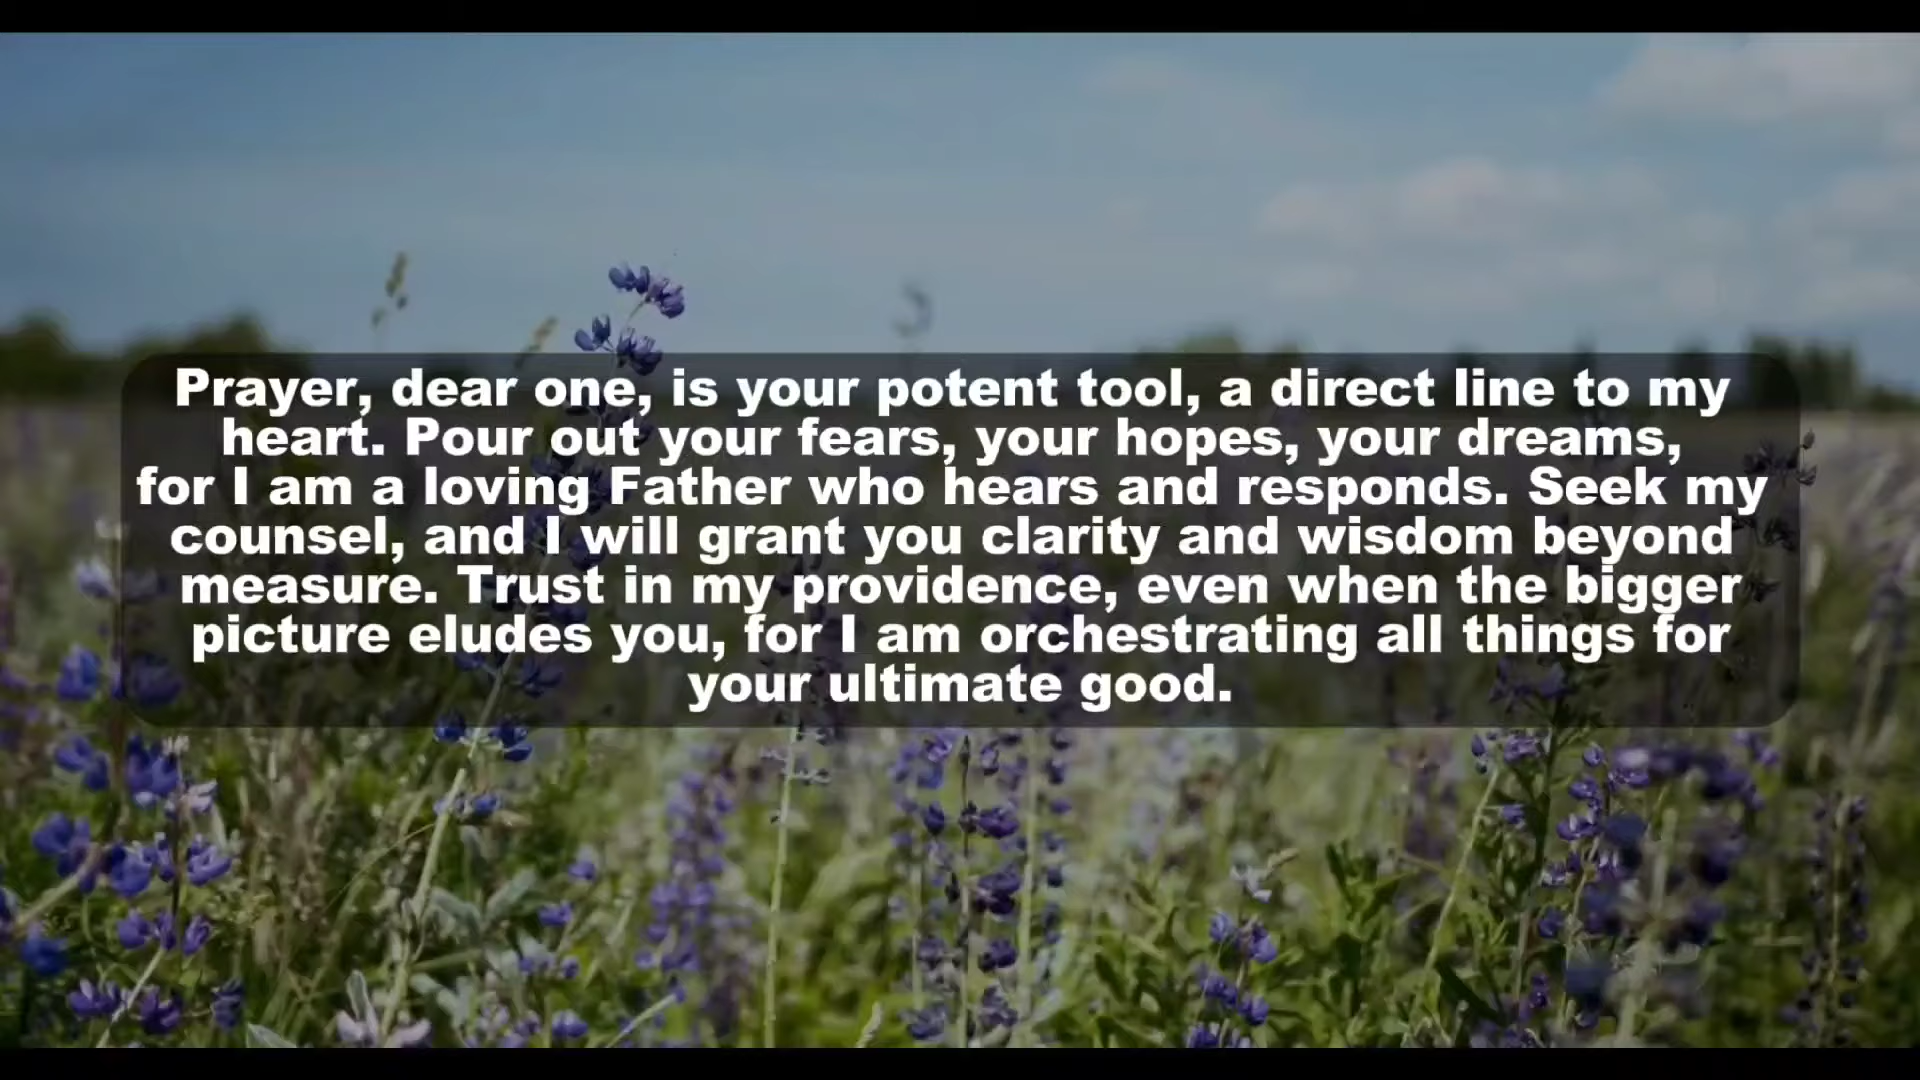 Prayer, dear one, is your potent tool, a direct line to my
heart. Pour out your fears, your hopes, your dreams,
for I am a loving Father who hears and responds. Seek my
counsel, and I will grant you clarity and wisdom beyond
measure. Trust in my providence, even when the bigger
picture eludes you, for I am orchestrating all things for
your ultimate good.